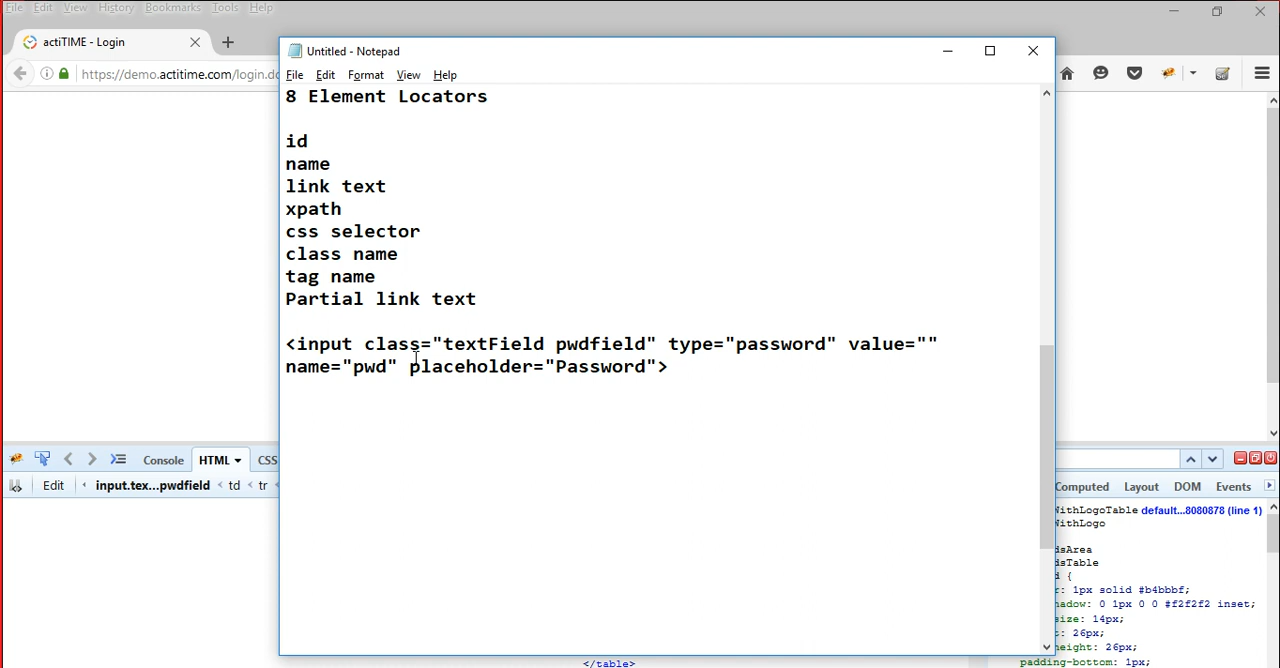 File Edit View History Bookmarks Tools Help
actiTIME - Login
https://demo.actitime.com/login.do
Untitled - Notepad
File Edit Format View Help
8 Element Locators
id
name
link text
xpath
css selector
class name
tag name
Partial link text
<input class="textField pwdfield" type="password" value=""
name="pwd" placeholder="Password">
Console HTML CSS
Edit input.tex...pwdfield < td < tr <
Computed Layout DOM Events
WithLogoTable default...8080878 (line 1)
WithLogo
dsArea
dsTable
d {
r: 1px solid #b4bbbf;
hadow: 0 1px 0 0 #f2f2f2 inset;
size: 14px;
t: 26px;
height: 26px;
padding-bottom: 1px;
</table>